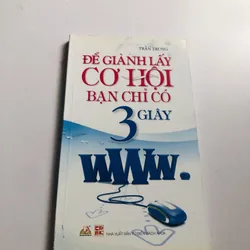 TRẦN TRUNG
ĐỂ GIÀNH LẤY
CƠ HỘI
BẠN CHỈ CÓ
3 GIÂY
WWW.